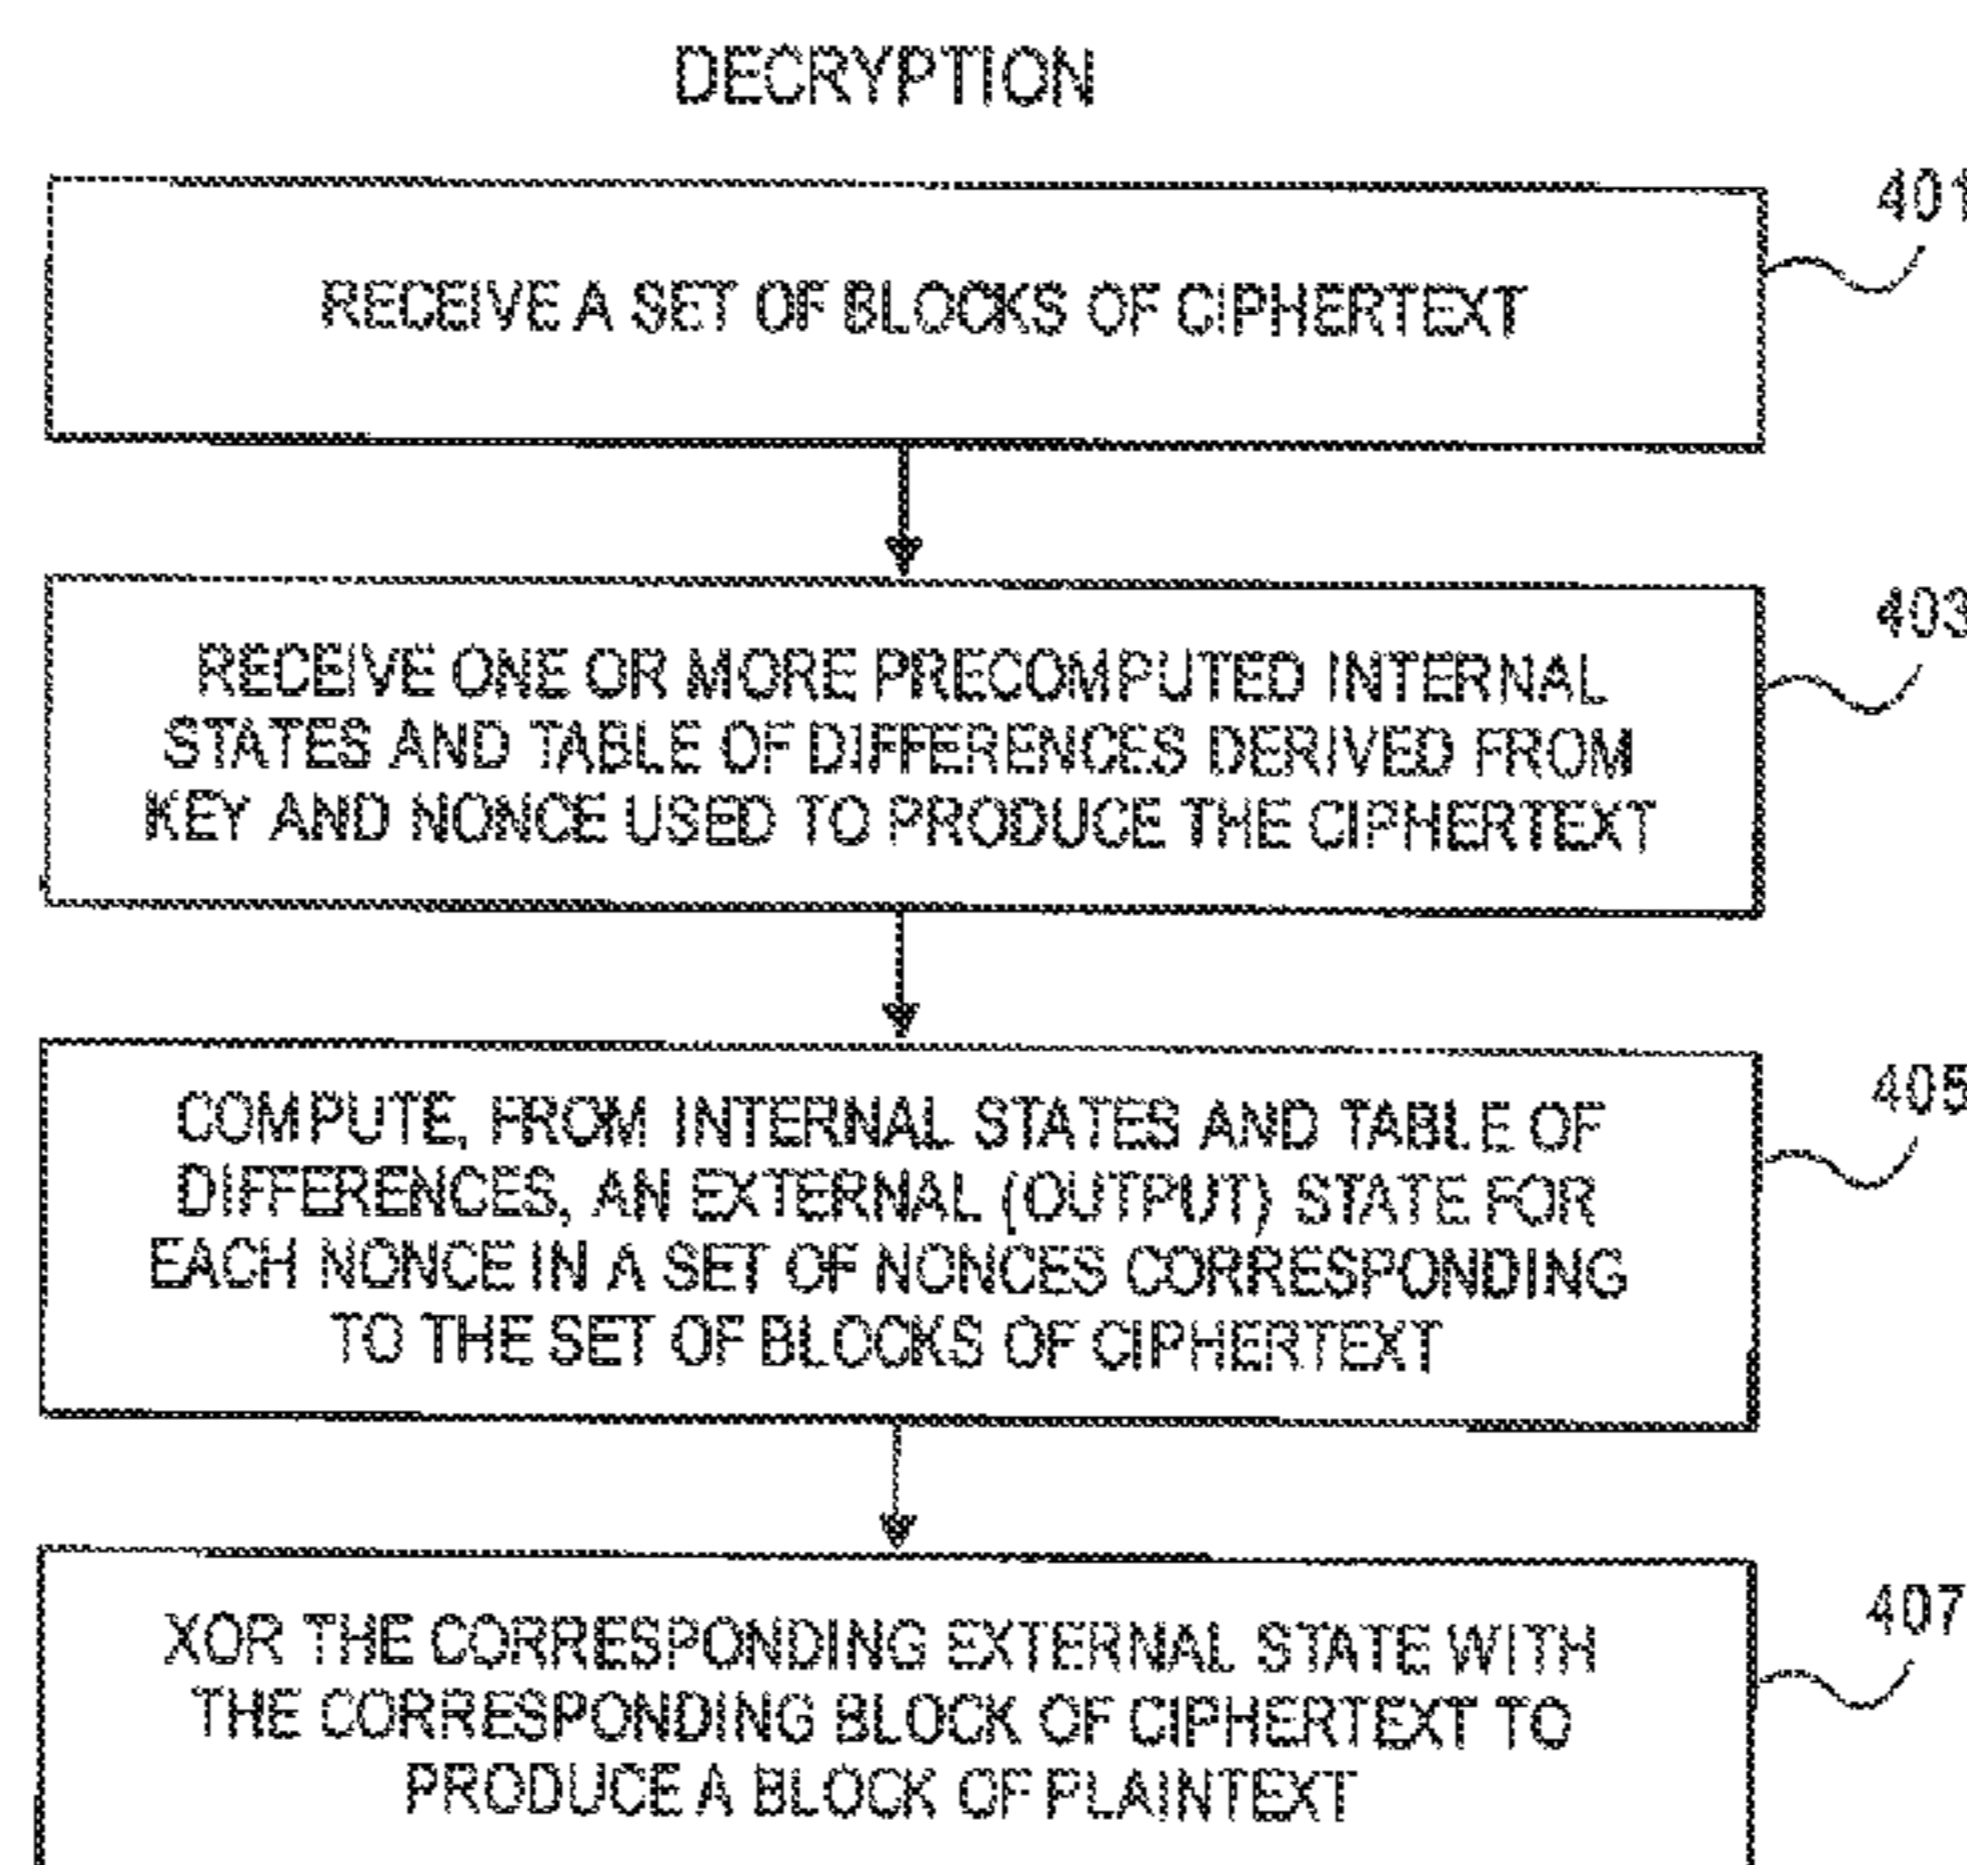 DECRYPTION
401
RECEIVE A SET OF BLOCKS OF CIPHERTEXT
403
RECEIVE ONE OR MORE PRECOMPUTED INTERNAL
STATES AND TABLE OF DIFFERENCES DERIVED FROM
KEY AND NONCE USED TO PRODUCE THE CIPHERTEXT
405
COMPUTE, FROM INTERNAL STATES AND TABLE OF
DIFFERENCES, AN EXTERNAL (OUTPUT) STATE FOR
EACH NONCE IN A SET OF NONCES CORRESPONDING
TO THE SET OF BLOCKS OF CIPHERTEXT
407
XOR THE CORRESPONDING EXTERNAL STATE WITH
THE CORRESPONDING BLOCK OF CIPHERTEXT TO
PRODUCE A BLOCK OF PLAINTEXT